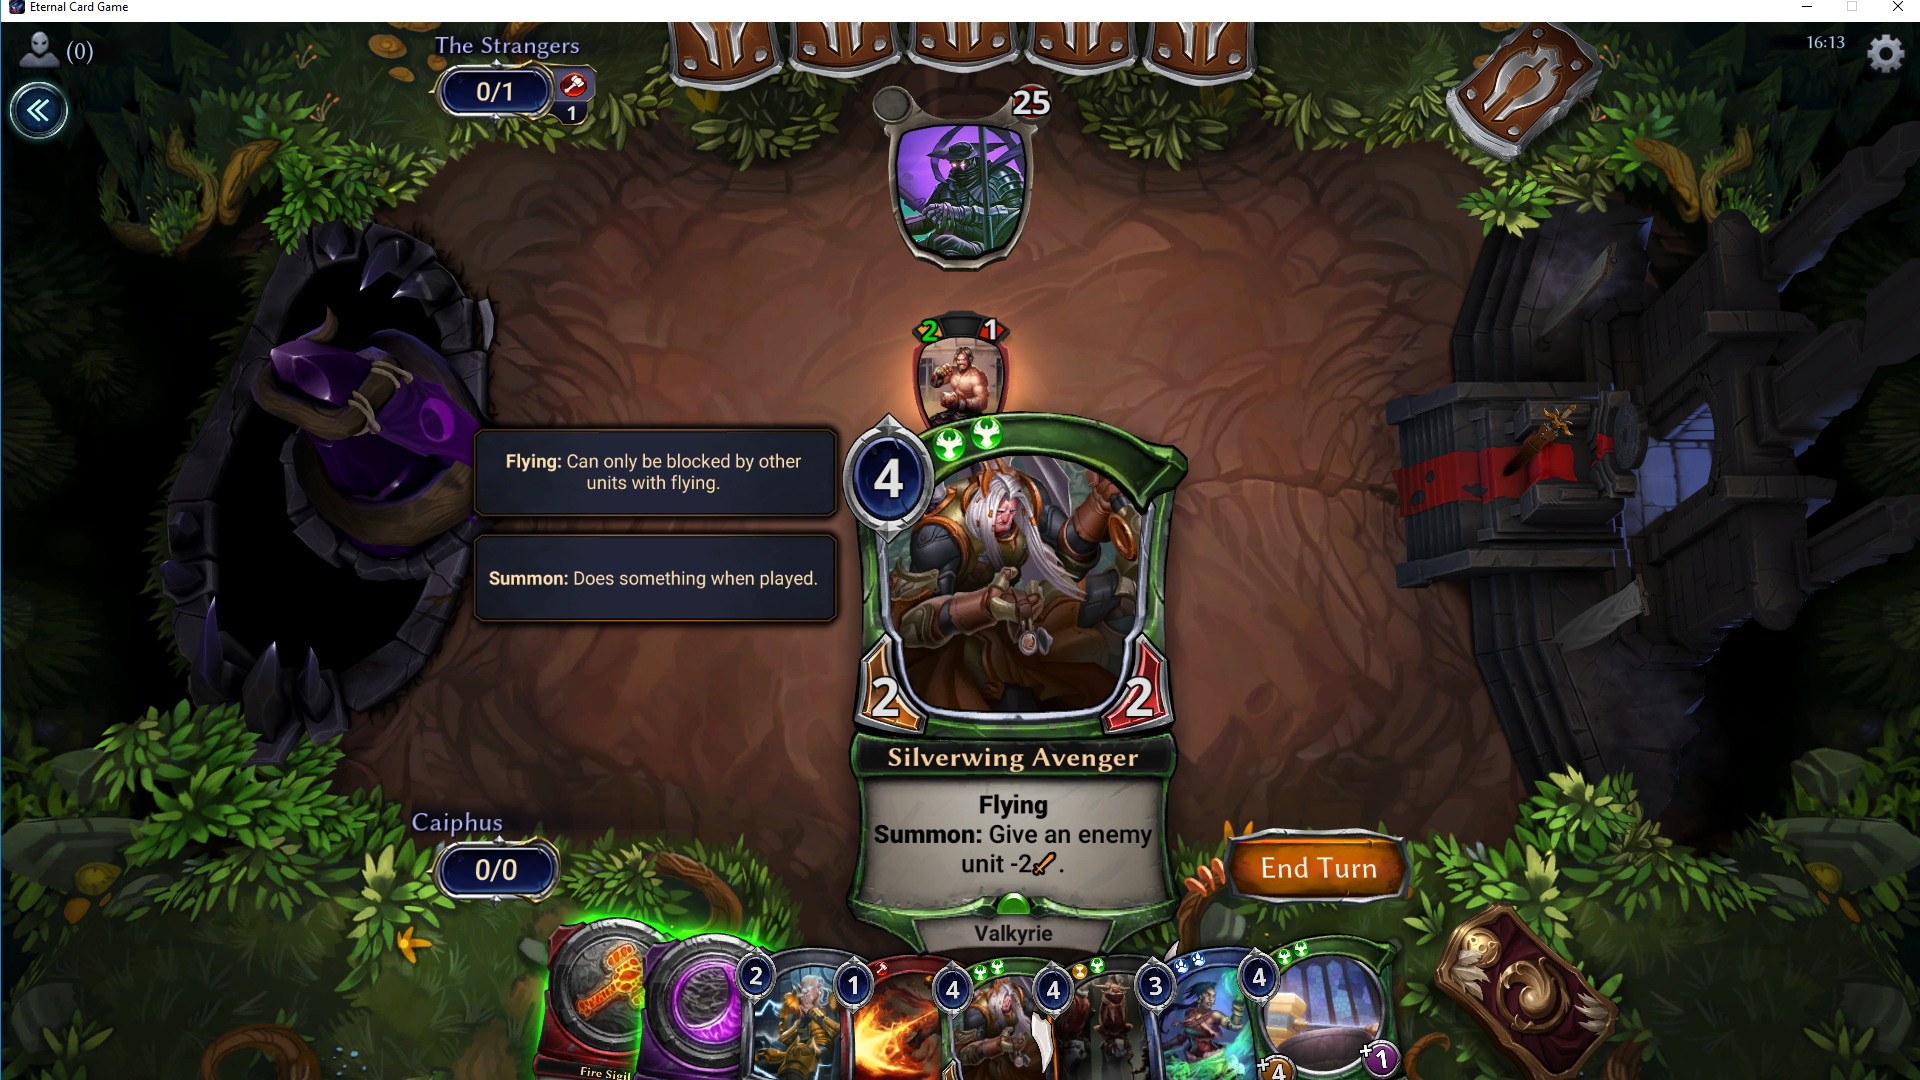 Eternal Card Game
(0)
The Strangers
0/1
1
25
16:13
2
1
4
Flying: Can only be blocked by other
units with flying.
Summon: Does something when played.
2
2
Silverwing Avenger
Flying
Summon: Give an enemy
unit -2 .
Valkyrie
Caiphus
0/0
End Turn
2
1
4
4
3
4
+4
+1
Fire Sigil